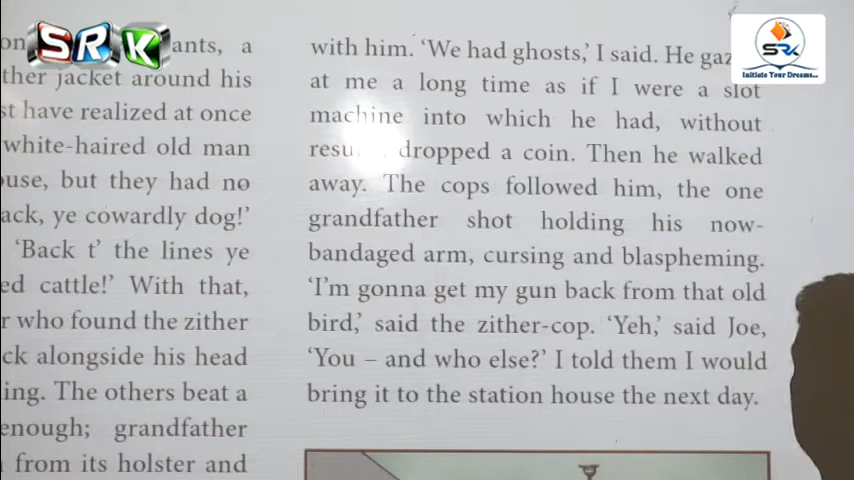 SRK
SRK
Initiate Your Dreams...
on ants, a
ther jacket around his
st have realized at once
white-haired old man
ouse, but they had no
ack, ye cowardly dog!’
‘Back t’ the lines ye
ed cattle!’ With that,
r who found the zither
ck alongside his head
ing. The others beat a
enough; grandfather
from its holster and
with him. ‘We had ghosts,’ I said. He
at me a long time as if I were a slot
machine into which he had, without
dropped a coin. Then he walked
away. The cops followed him, the one
grandfather shot holding his now-
bandaged arm, cursing and blaspheming.
‘I’m gonna get my gun back from that old
bird,’ said the zither-cop. ‘Yeh,’ said Joe,
‘You – and who else?’ I told them I would
bring it to the station house the next day.